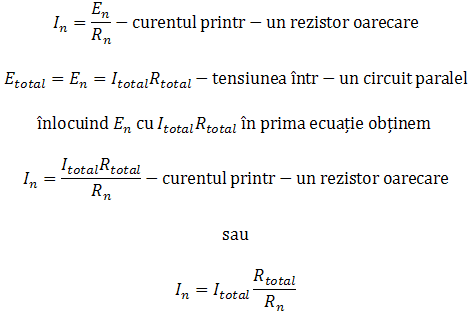 I_n = E_n / R_n − curentul printr − un rezistor oarecare
E_total = E_n = I_total R_total − tensiunea într − un circuit paralel
înlocuind E_n cu I_total R_total în prima ecuație obținem
I_n = I_total R_total / R_n − curentul printr − un rezistor oarecare
sau
I_n = I_total R_total / R_n